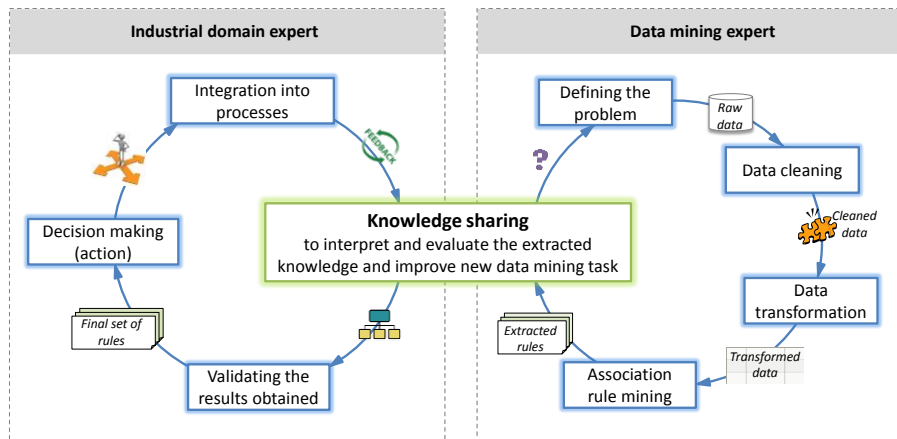 Industrial domain expert
Data mining expert
Integration into
processes
FEEDBACK
Decision making
(action)
Final set of
rules
Validating the
results obtained
Knowledge sharing
to interpret and evaluate the extracted
knowledge and improve new data mining task
?
Defining the
problem
Raw
data
Data cleaning
Cleaned
data
Data
transformation
Transformed
data
Association
rule mining
Extracted
rules